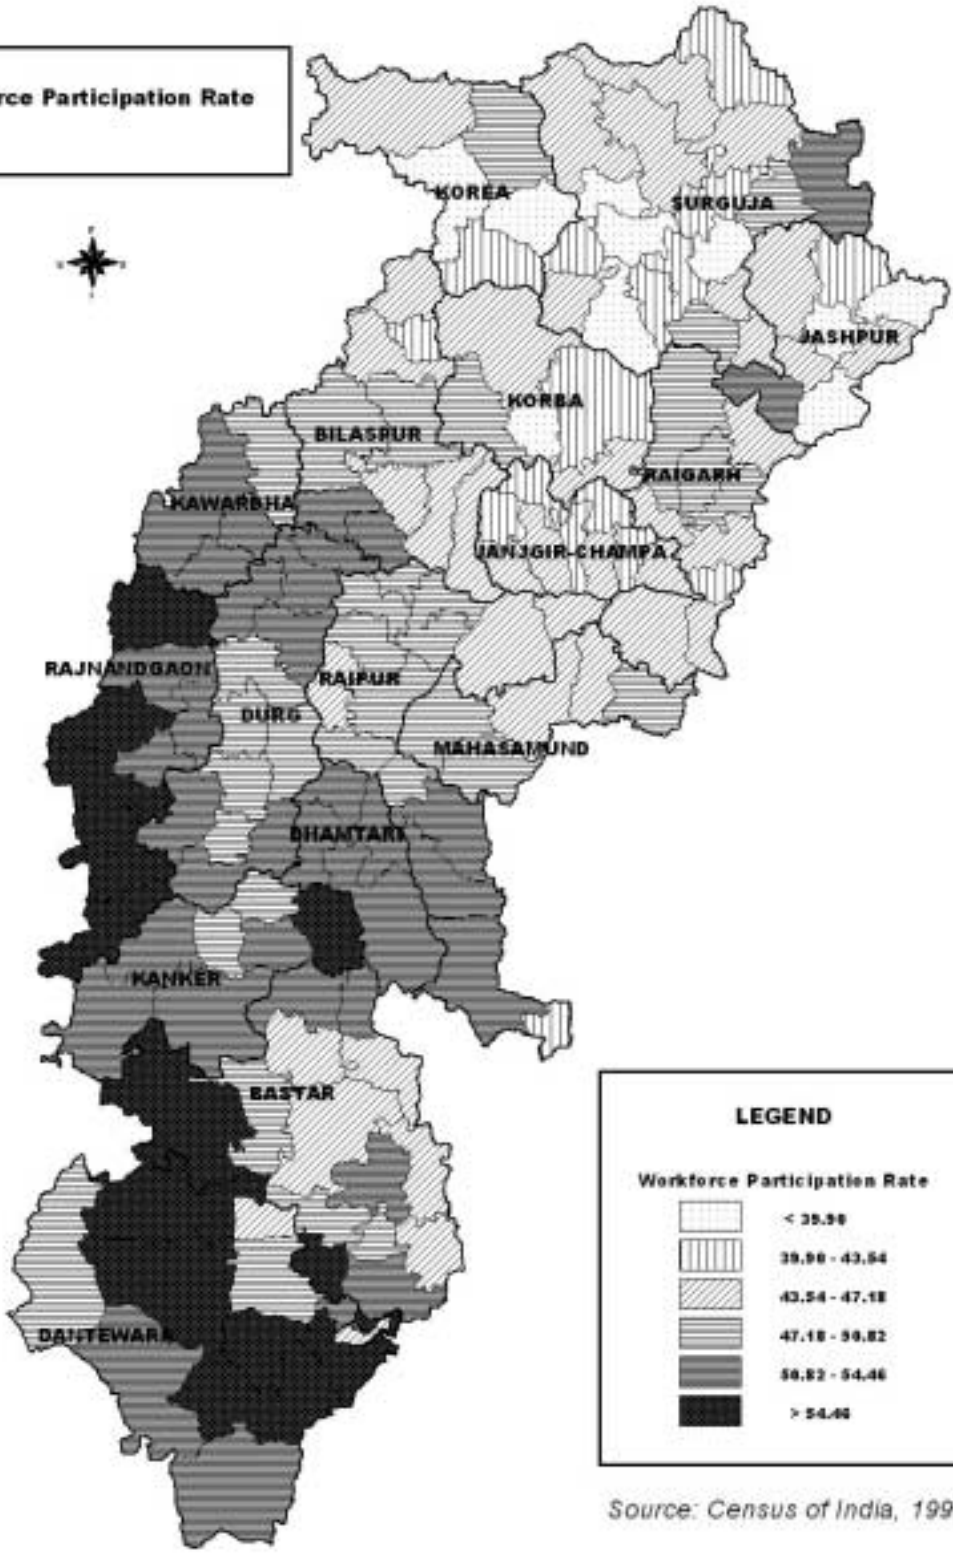 rce Participation Rate
KOREA
SURGUJA
JASHPUR
KORBA
BILASPUR
RAIGARH
KAWARDHA
JANJGIR-CHAMPA
RAJNANDGAON
RAIPUR
DURG
MAHASAMUND
DHAMTARI
KANKER
BASTAR
DANTEWARA
LEGEND
Workforce Participation Rate
< 39.90
39.90 - 43.54
43.54 - 47.18
47.18 - 50.82
50.82 - 54.46
> 54.46
Source: Census of India, 199